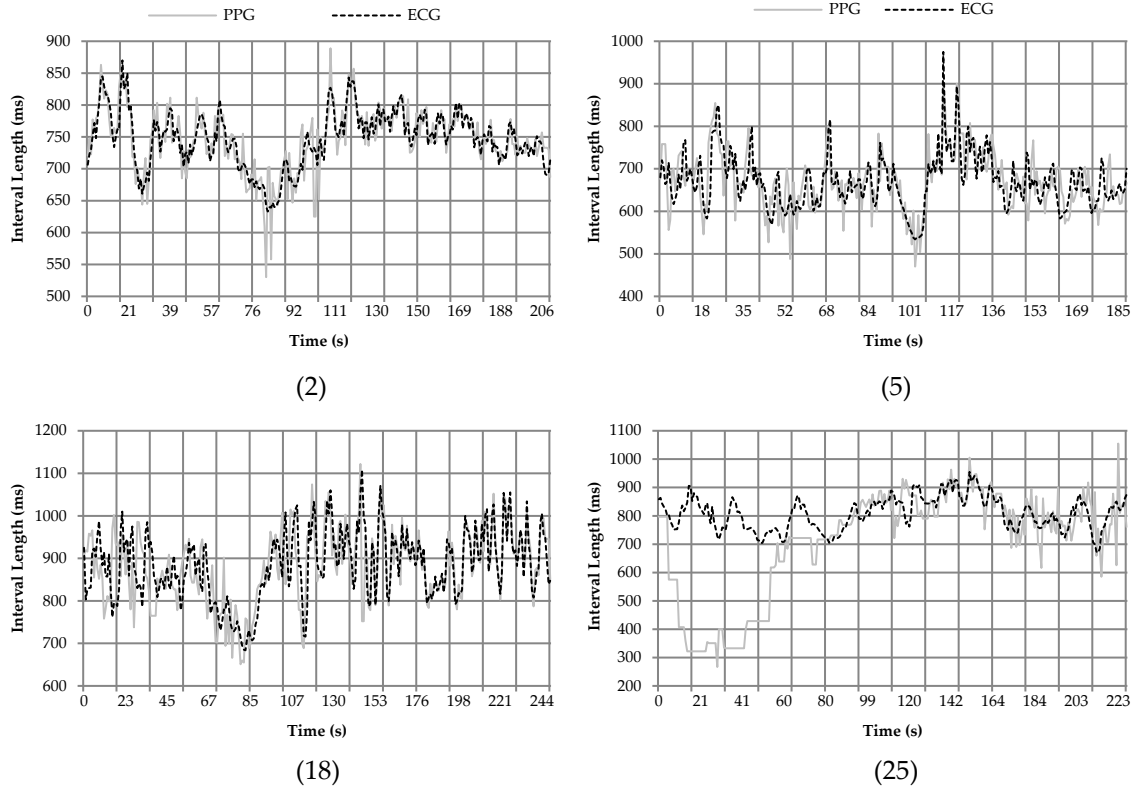 PPG ECG
PPG ECG
900
850
800
750
700
650
600
550
500
Interval Length (ms)
0 21 39 57 76 92 111 130 150 169 188 206
Time (s)
(2)
1000
900
800
700
600
500
400
Interval Length (ms)
0 18 35 52 68 84 101 117 136 153 169 185
Time (s)
(5)
1200
1100
1000
900
800
700
600
Interval Length (ms)
0 23 45 67 85 107 131 154 176 198 221 244
Time (s)
(18)
1100
1000
900
800
700
600
500
400
300
200
Interval Length (ms)
0 21 41 60 80 99 120 142 164 184 203 223
Time (s)
(25)